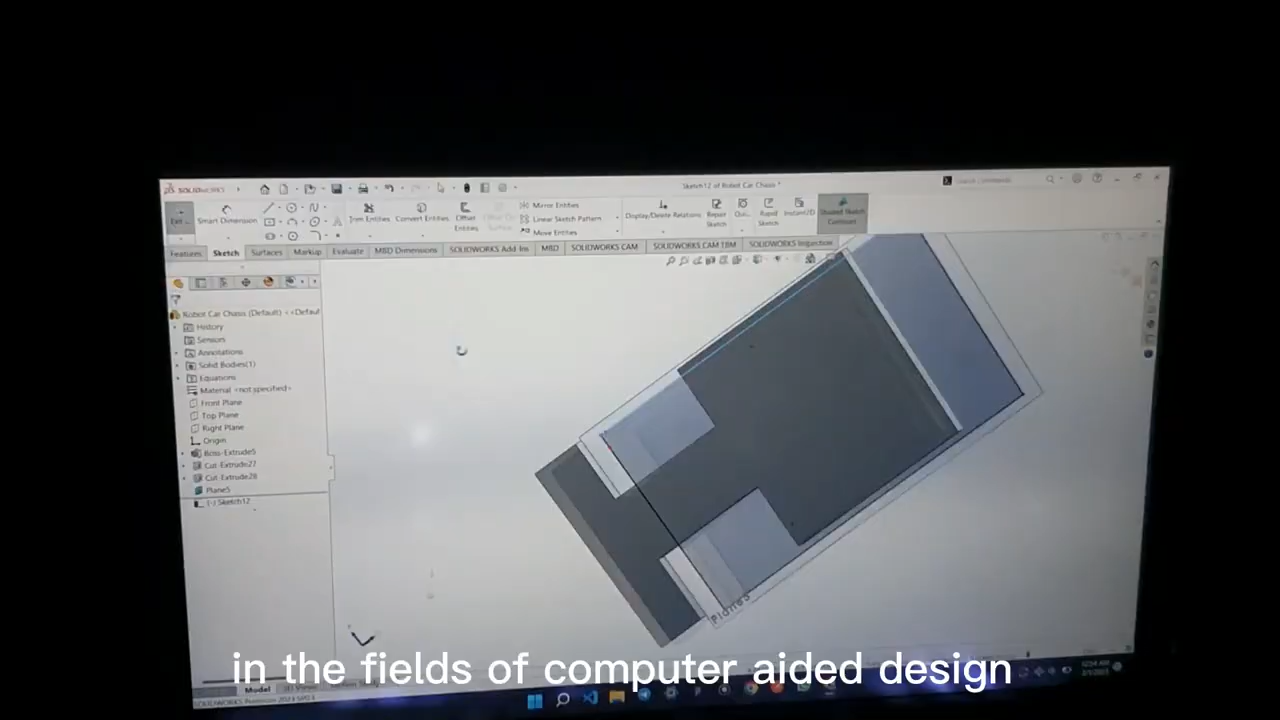 SOLIDWORKS
Sketch12 of Robot Car Chassis *
Smart Dimension
Trim Entities
Convert Entities
Offset Entities
Mirror Entities
Linear Sketch Pattern
Move Entities
Display/Delete Relations
Repair Sketch
Rapid Sketch
Instant2D
Shaded Sketch Contours
Features
Sketch
Surfaces
Markup
Evaluate
MBD Dimensions
SOLIDWORKS Add-Ins
MBD
SOLIDWORKS CAM
SOLIDWORKS CAM TBM
SOLIDWORKS Inspection
Robot Car Chassis (Default) <<Defaul
History
Sensors
Annotations
Solid Bodies(1)
Equations
Material <not specified>
Front Plane
Top Plane
Right Plane
Origin
Boss-Extrude5
Cut-Extrude27
Cut-Extrude28
Plane5
(-) Sketch12
Plane5
in the fields of computer aided design
Model